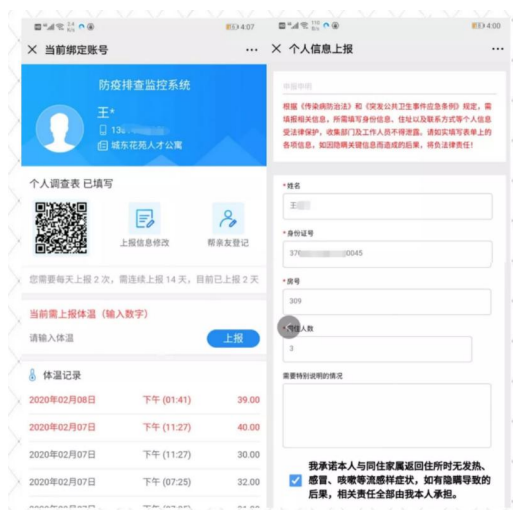 4:07
当前绑定账号
防疫排查监控系统
王*
城东花苑人才公寓
个人调查表 已填写
上报信息修改
帮亲友登记
您需要每天上报 2 次，需连续上报 14 天，目前已上报 2 天
当前需上报体温（输入数字）
请输入体温
上报
体温记录
2020年02月08日 下午 (01:41) 39.00
2020年02月07日 下午 (11:27) 40.00
2020年02月07日 下午 (11:27) 30.00
2020年02月07日 下午 (07:25) 32.00
4:00
个人信息上报
申报申明
根据《传染病防治法》和《突发公共卫生事件应急条例》规定，需
填报相关信息，所需填写身份信息、住址以及联系方式等个人信息
受法律保护，收集部门及工作人员不得泄露。请如实填写表单上的
各项信息，如因隐瞒关键信息而造成的后果，将负法律责任！
*姓名
王
*身份证号
0045
*房号
309
住人数
3
需要特别说明的情况
我承诺本人与同住家属返回住所时无发热、
感冒、咳嗽等流感样症状，如有隐瞒导致的
后果，相关责任全部由我本人承担。